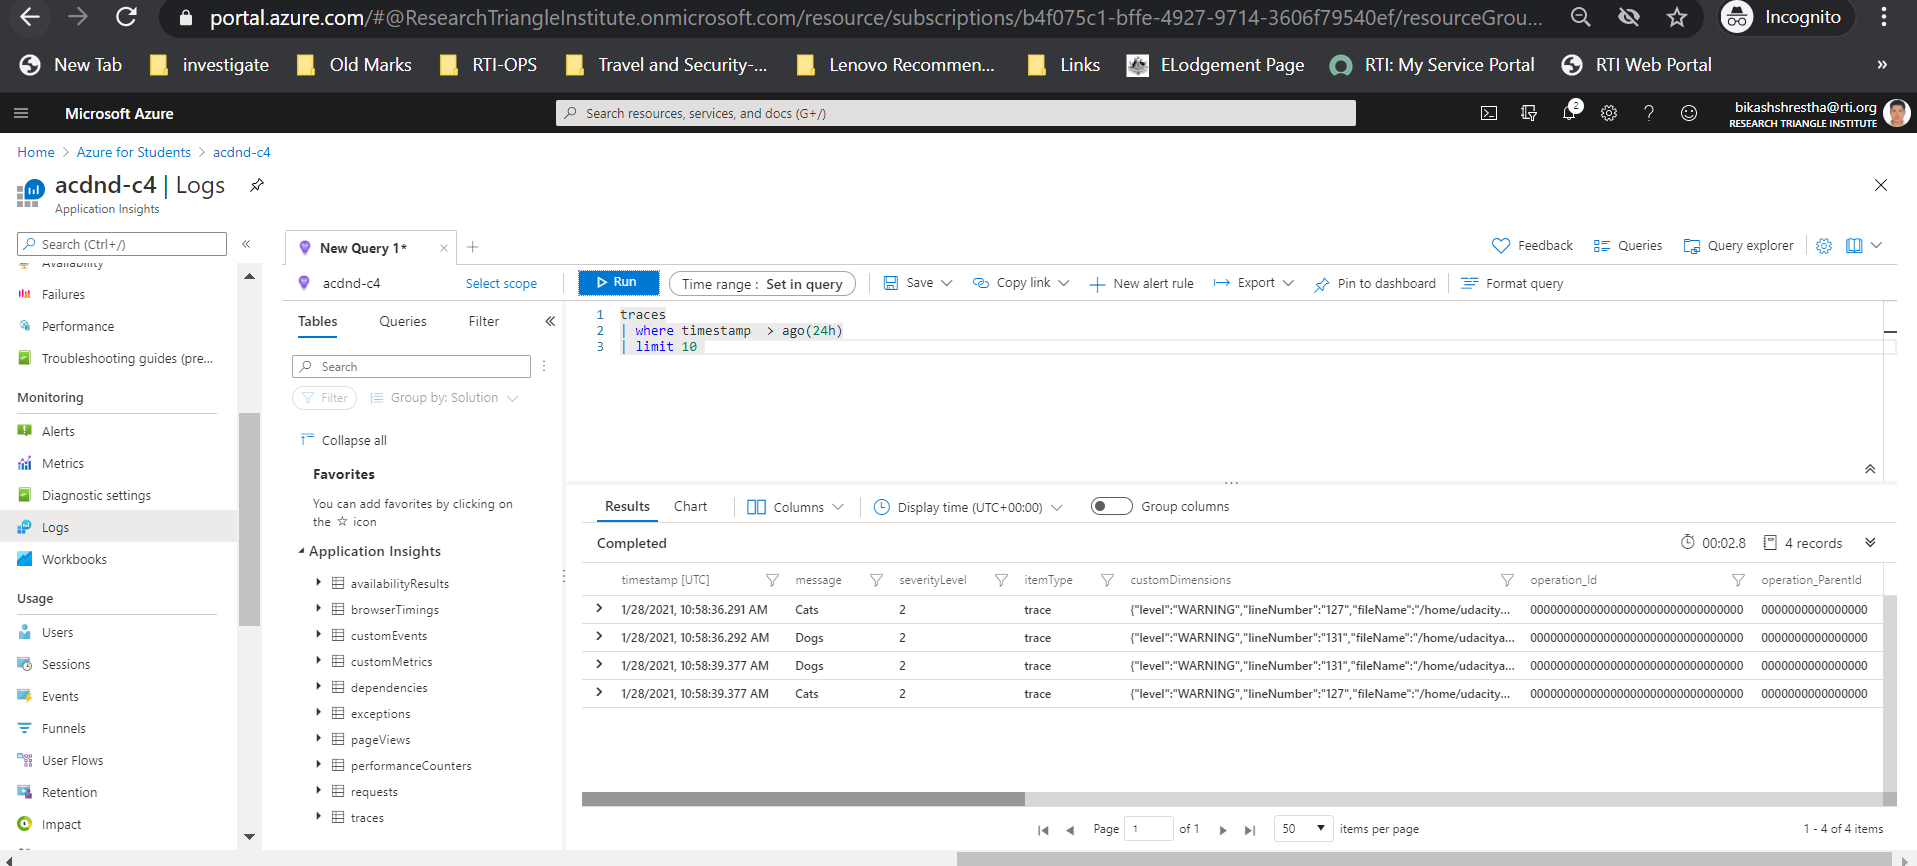 portal.azure.com/#@ResearchTriangleInstitute.onmicrosoft.com/resource/subscriptions/b4f075c1-bffe-4927-9714-3606f79540ef/resourceGrou...
Incognito
New Tab investigate Old Marks RTI-OPS Travel and Security-... Lenovo Recommen... Links ELodgement Page RTI: My Service Portal RTI Web Portal »
Microsoft Azure
Search resources, services, and docs (G+/)
2
bikashshrestha@rti.org
RESEARCH TRIANGLE INSTITUTE
Home > Azure for Students > acdnd-c4
acdnd-c4 | Logs
Application Insights
Search (Ctrl+/)
«
Availability
Failures
Performance
Troubleshooting guides (pre...
Monitoring
Alerts
Metrics
Diagnostic settings
Logs
Workbooks
Usage
Users
Sessions
Events
Funnels
User Flows
Retention
Impact
New Query 1*
Feedback Queries Query explorer
acdnd-c4 Select scope
Run
Time range : Set in query
Save Copy link New alert rule Export Pin to dashboard Format query
Tables Queries Filter «
Search
Filter Group by: Solution
Collapse all
Favorites
You can add favorites by clicking on
the ☆ icon
Application Insights
availabilityResults
browserTimings
customEvents
customMetrics
dependencies
exceptions
pageViews
performanceCounters
requests
traces
1 traces
2 | where timestamp > ago(24h)
3 | limit 10
Results Chart Columns Display time (UTC+00:00) Group columns
Completed 00:02.8 4 records
timestamp [UTC] message severityLevel itemType customDimensions operation_Id operation_ParentId
1/28/2021, 10:58:36.291 AM Cats 2 trace {"level":"WARNING","lineNumber":"127","fileName":"/home/udacity... 00000000000000000000000000000000 0000000000000000
1/28/2021, 10:58:36.292 AM Dogs 2 trace {"level":"WARNING","lineNumber":"131","fileName":"/home/udacitya... 00000000000000000000000000000000 0000000000000000
1/28/2021, 10:58:39.377 AM Dogs 2 trace {"level":"WARNING","lineNumber":"131","fileName":"/home/udacitya... 00000000000000000000000000000000 0000000000000000
1/28/2021, 10:58:39.377 AM Cats 2 trace {"level":"WARNING","lineNumber":"127","fileName":"/home/udacity... 00000000000000000000000000000000 0000000000000000
Page 1 of 1 50 items per page 1 - 4 of 4 items